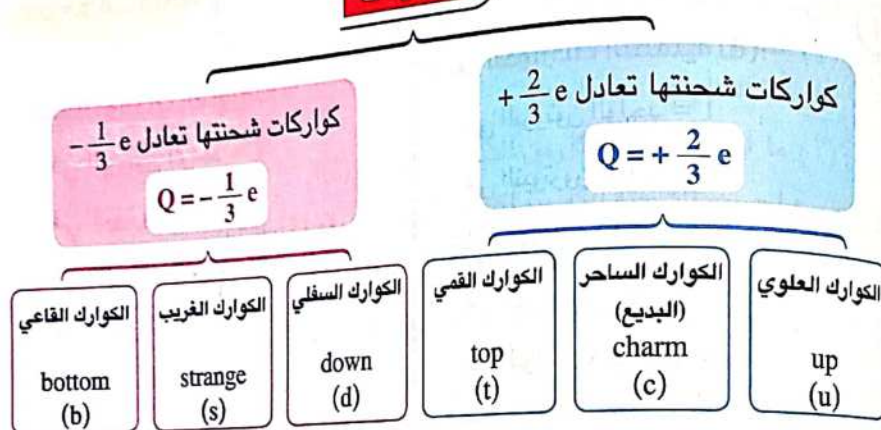 كواركات شحنتها تعادل +2/3 e
Q = + 2/3 e
كواركات شحنتها تعادل -1/3 e
Q = - 1/3 e
الكوارك العلوي
up
(u)
الكوارك الساحر
(البديع)
charm
(c)
الكوارك القمي
top
(t)
الكوارك السفلي
down
(d)
الكوارك الغريب
strange
(s)
الكوارك القاعي
bottom
(b)